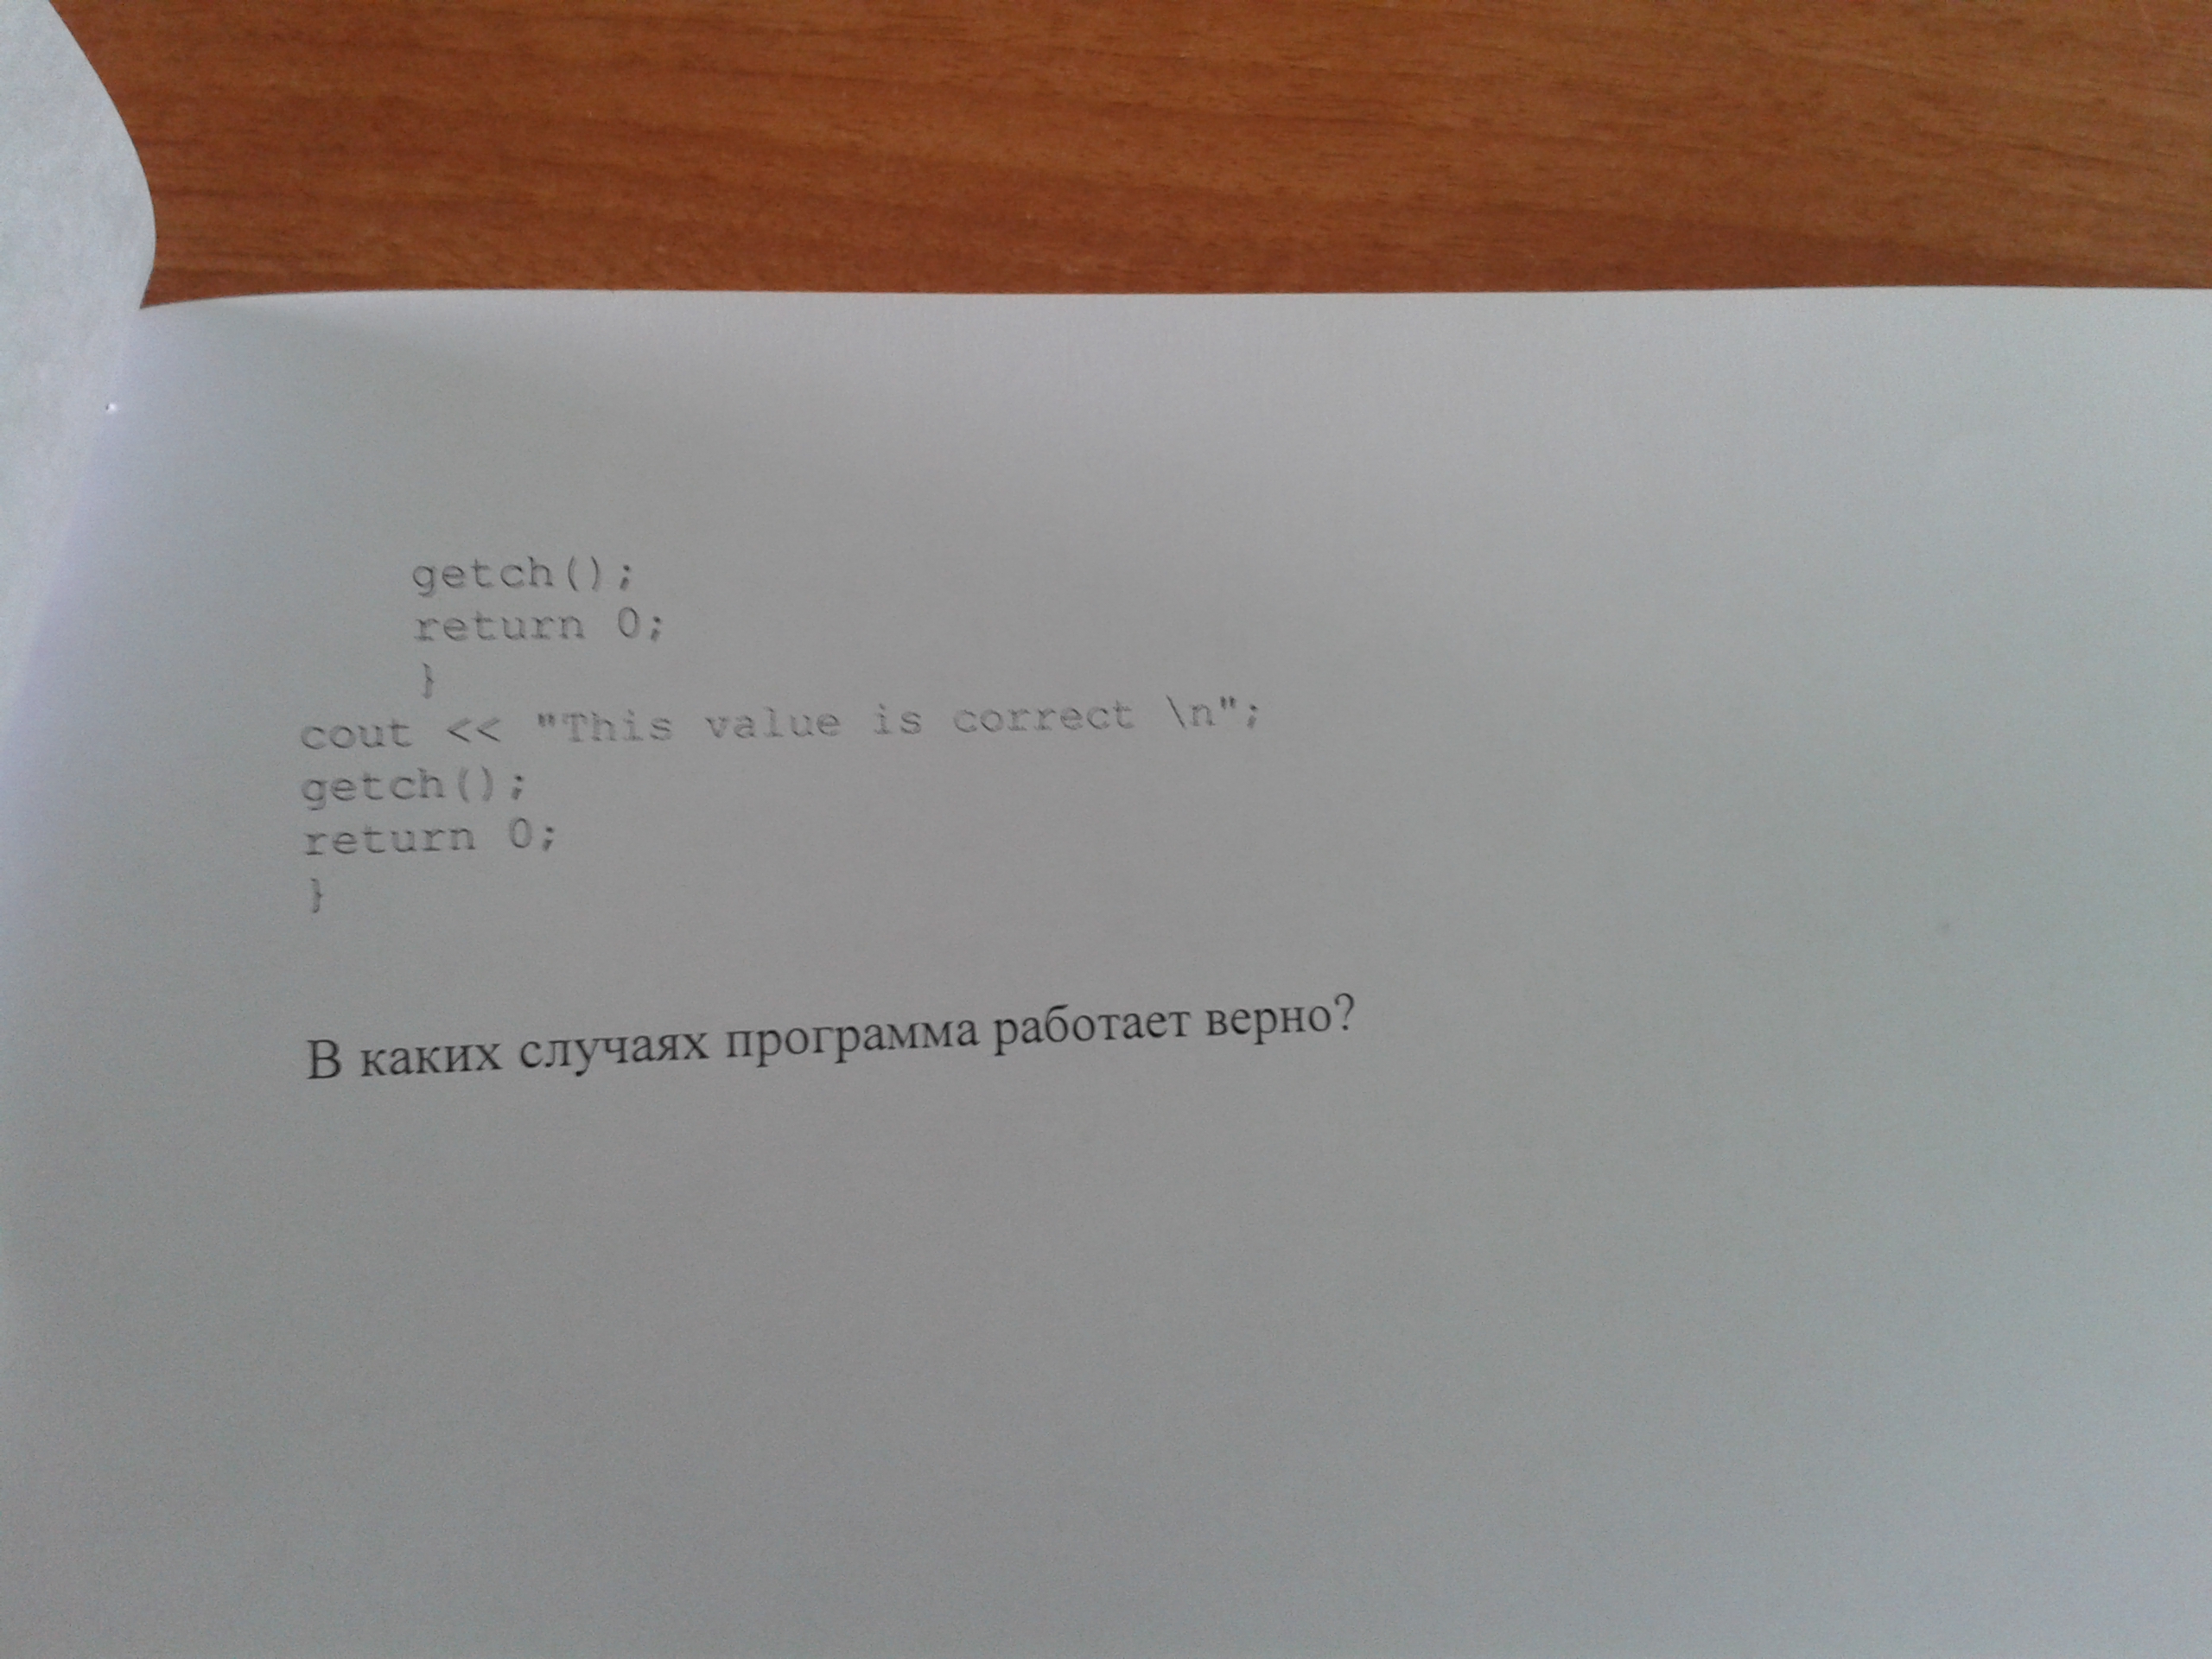 getch();
return 0;
}
cout << "This value is correct \n";
getch();
return 0;
}
В каких случаях программа работает верно?